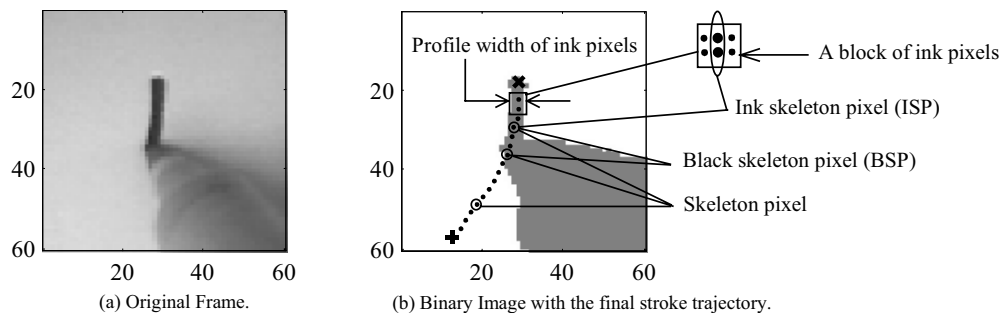 20
40
60
20
40
60
(a) Original Frame.
Profile width of ink pixels
A block of ink pixels
20
Ink skeleton pixel (ISP)
Black skeleton pixel (BSP)
40
Skeleton pixel
60
20
40
60
(b) Binary Image with the final stroke trajectory.